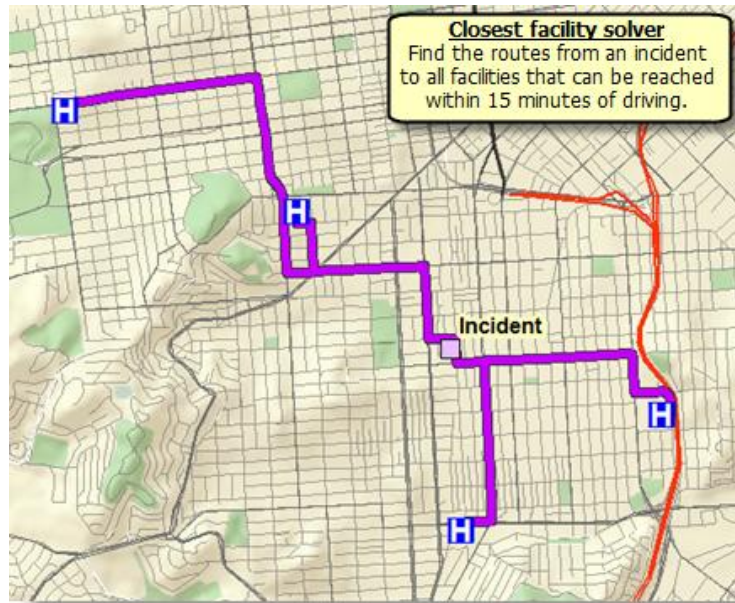 Closest facility solver
Find the routes from an incident
to all facilities that can be reached
within 15 minutes of driving.
H
H
Incident
H
H